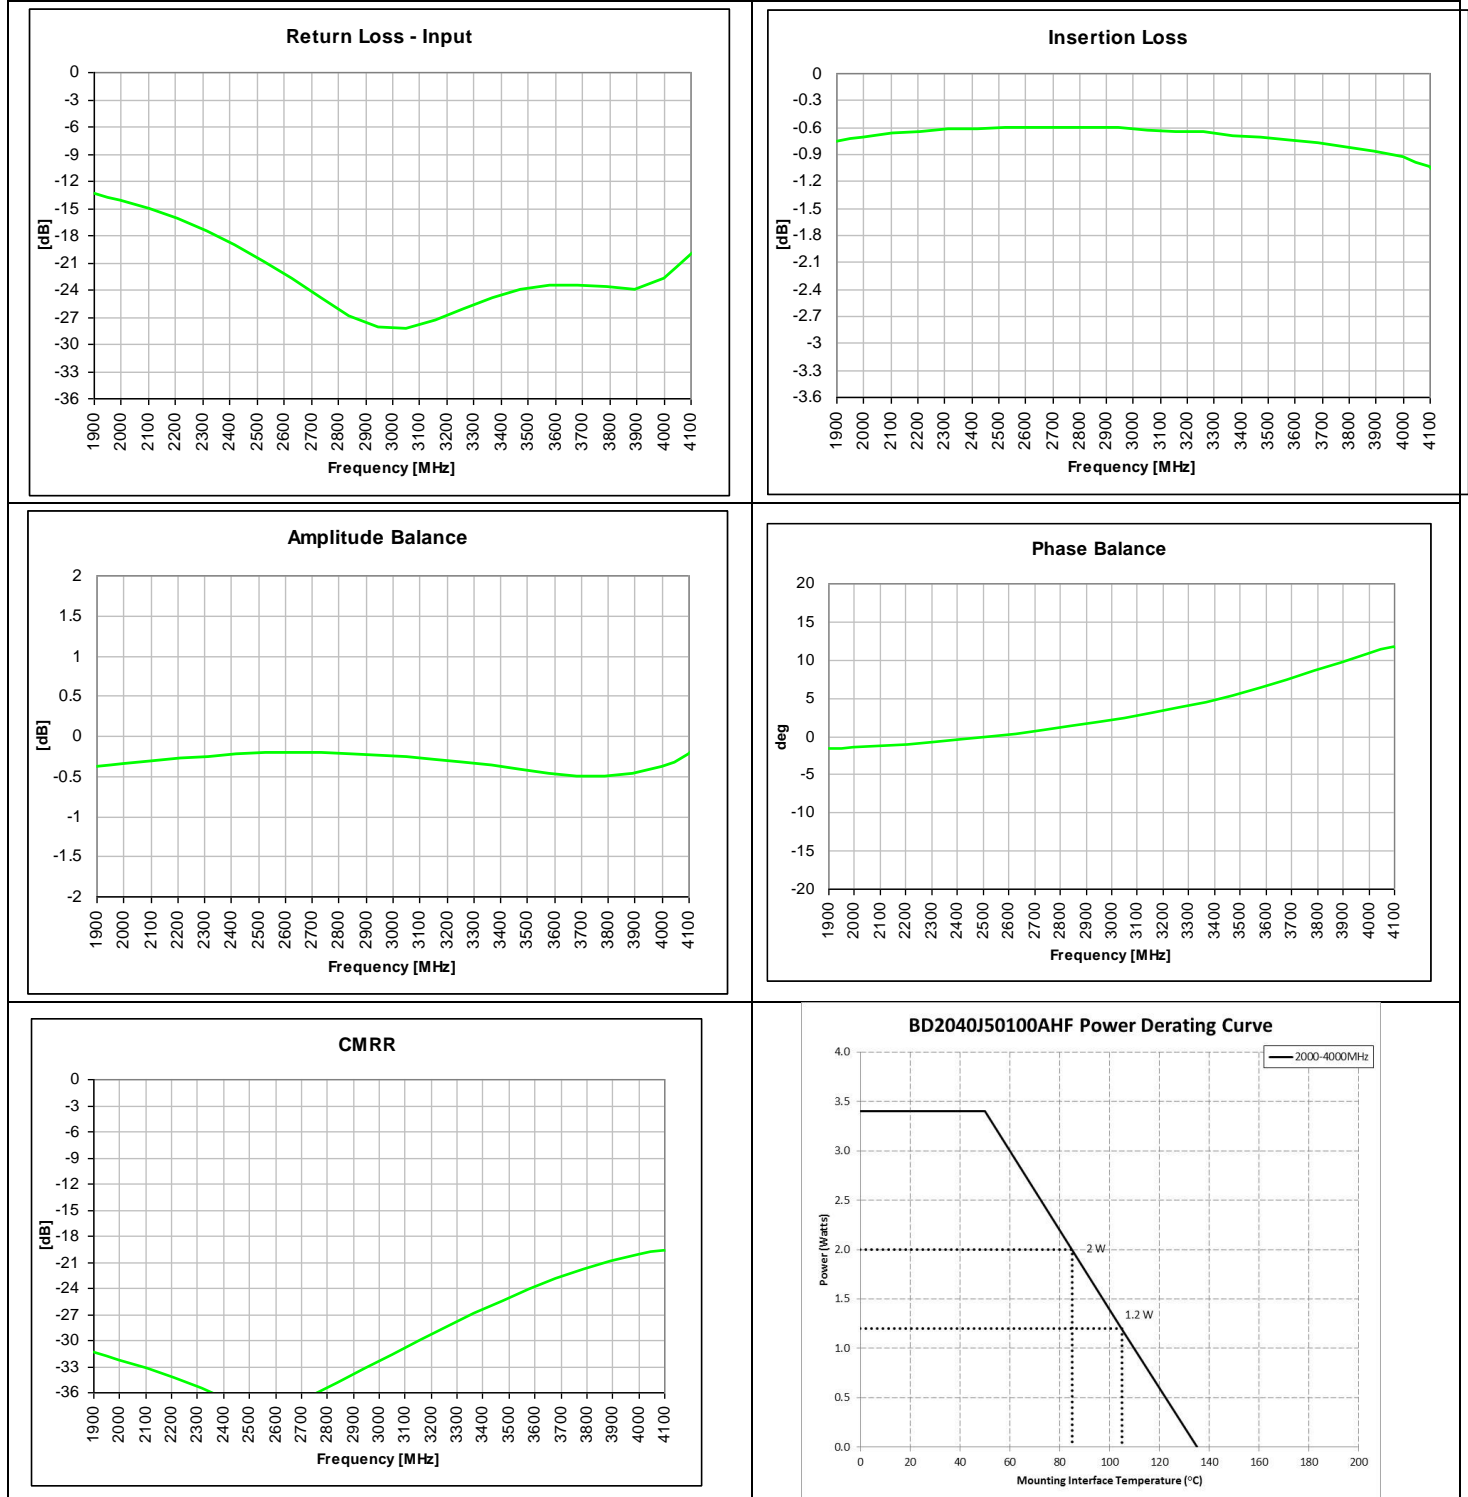 Return Loss - Input
0
-3
-6
-9
-12
-15
-18
-21
-24
-27
-30
-33
-36
[dB]
1900 2000 2100 2200 2300 2400 2500 2600 2700 2800 2900 3000 3100 3200 3300 3400 3500 3600 3700 3800 3900 4000 4100
Frequency [MHz]
Insertion Loss
0
-0.3
-0.6
-0.9
-1.2
-1.5
-1.8
-2.1
-2.4
-2.7
-3
-3.3
-3.6
[dB]
1900 2000 2100 2200 2300 2400 2500 2600 2700 2800 2900 3000 3100 3200 3300 3400 3500 3600 3700 3800 3900 4000 4100
Frequency [MHz]
Amplitude Balance
2
1.5
1
0.5
0
-0.5
-1
-1.5
-2
[dB]
1900 2000 2100 2200 2300 2400 2500 2600 2700 2800 2900 3000 3100 3200 3300 3400 3500 3600 3700 3800 3900 4000 4100
Frequency [MHz]
Phase Balance
20
15
10
5
0
-5
-10
-15
-20
deg
1900 2000 2100 2200 2300 2400 2500 2600 2700 2800 2900 3000 3100 3200 3300 3400 3500 3600 3700 3800 3900 4000 4100
Frequency [MHz]
CMRR
0
-3
-6
-9
-12
-15
-18
-21
-24
-27
-30
-33
-36
[dB]
1900 2000 2100 2200 2300 2400 2500 2600 2700 2800 2900 3000 3100 3200 3300 3400 3500 3600 3700 3800 3900 4000 4100
Frequency [MHz]
BD2040J50100AHF Power Derating Curve
2000-4000MHz
4.0
3.5
3.0
2.5
2.0
1.5
1.0
0.5
0.0
Power (Watts)
2 W
1.2 W
0 20 40 60 80 100 120 140 160 180 200
Mounting Interface Temperature (°C)